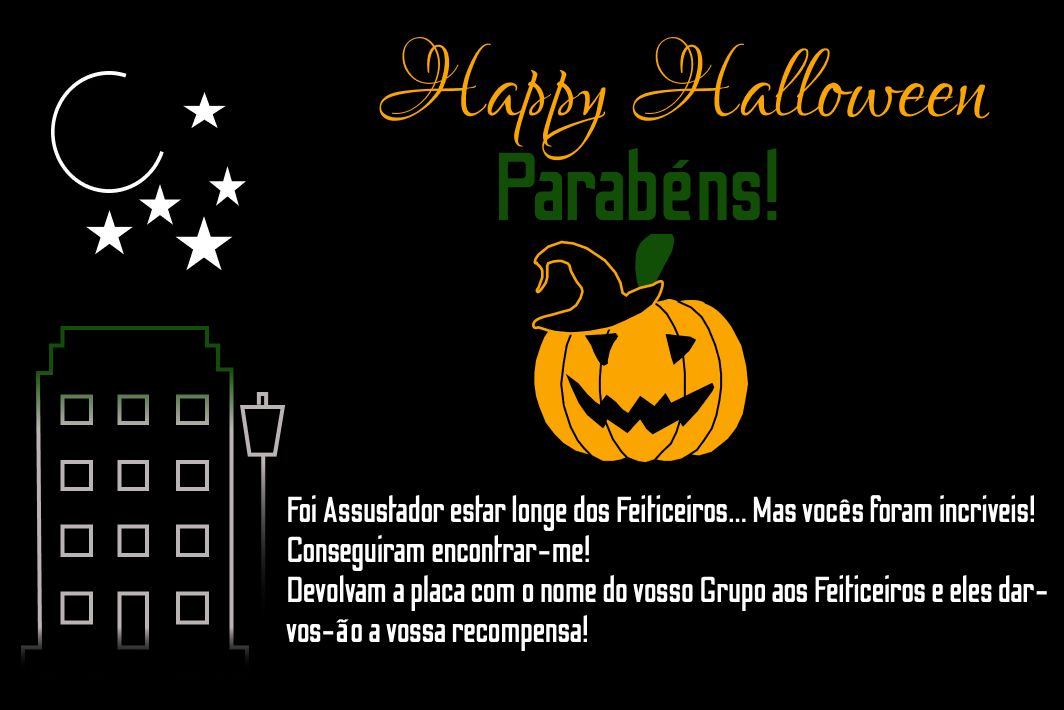 Happy Halloween
Parabéns!
Foi Assustador estar longe dos Feiticeiros... Mas vocês foram incriveis!
Conseguiram encontrar-me!
Devolvam a placa com o nome do vosso Grupo aos Feiticeiros e eles dar-
vos-ão a vossa recompensa!